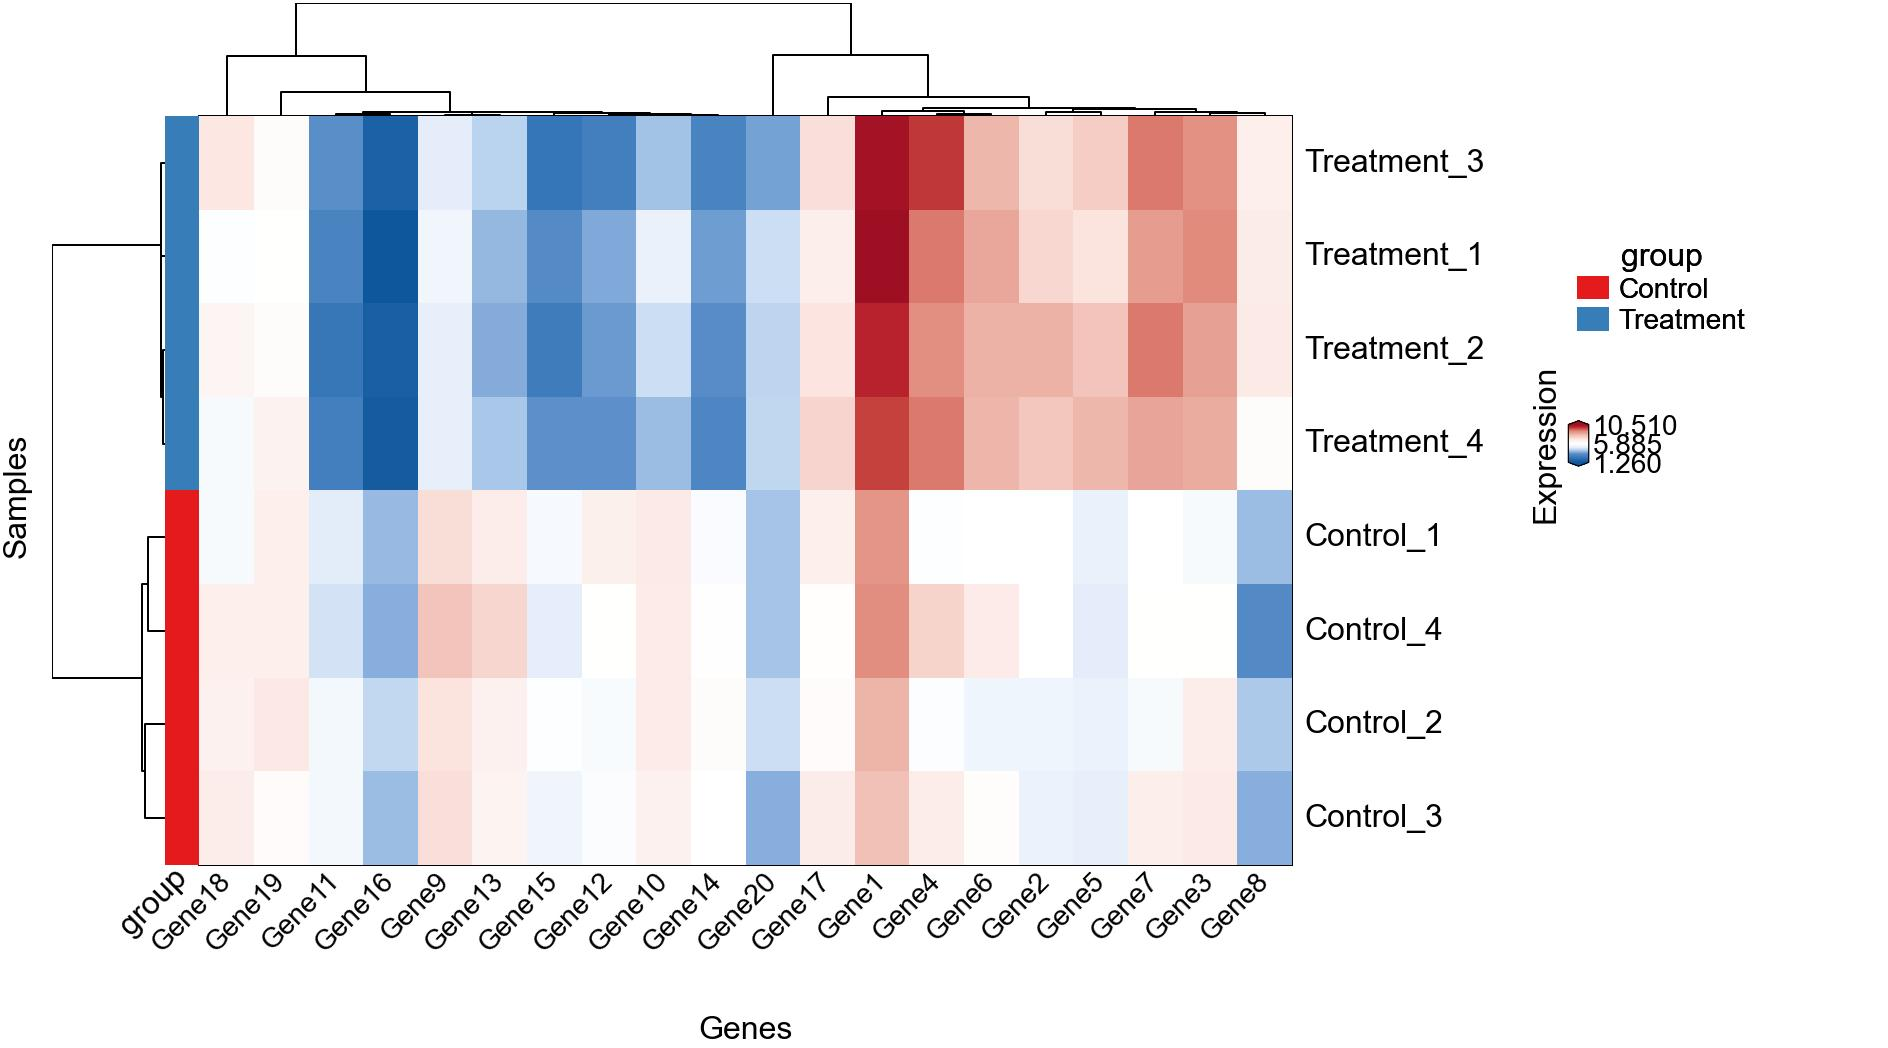 Treatment_3
Treatment_1
Treatment_2
Treatment_4
Control_1
Control_4
Control_2
Control_3
Samples
group
Gene18
Gene19
Gene11
Gene16
Gene9
Gene13
Gene15
Gene12
Gene10
Gene14
Gene20
Gene17
Gene1
Gene4
Gene6
Gene2
Gene5
Gene7
Gene3
Gene8
Genes
group
Control
Treatment
Expression
10.510
5.885
1.260